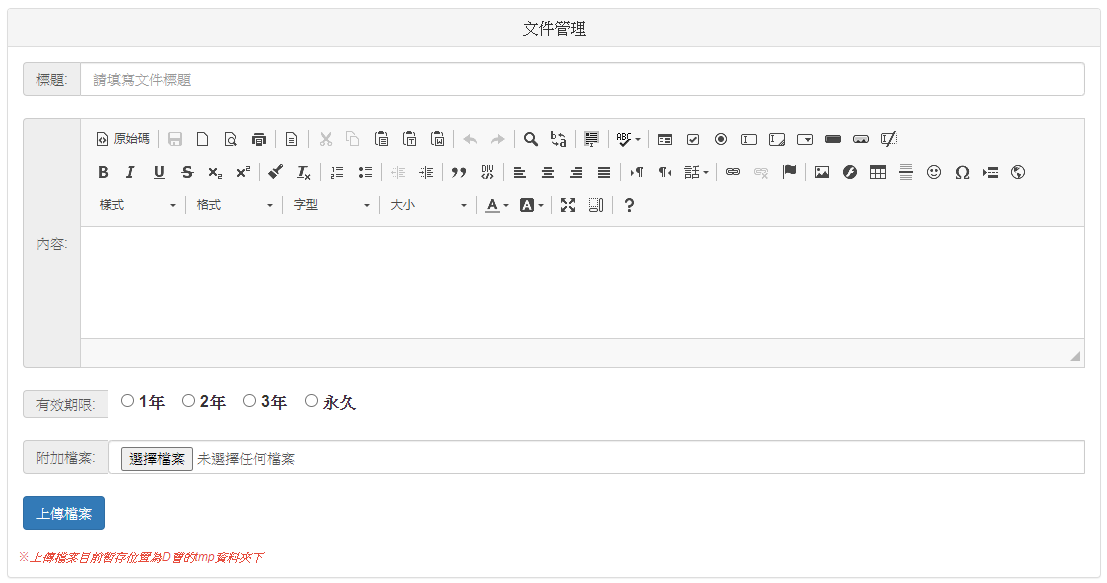 文件管理
標題: 請填寫文件標題
原始碼
樣式 格式 字型 大小
內容:
有效期限: 1年 2年 3年 永久
附加檔案: 選擇檔案 未選擇任何檔案
上傳檔案
※上傳檔案目前暫存位置為D曹的tmp資料夾下